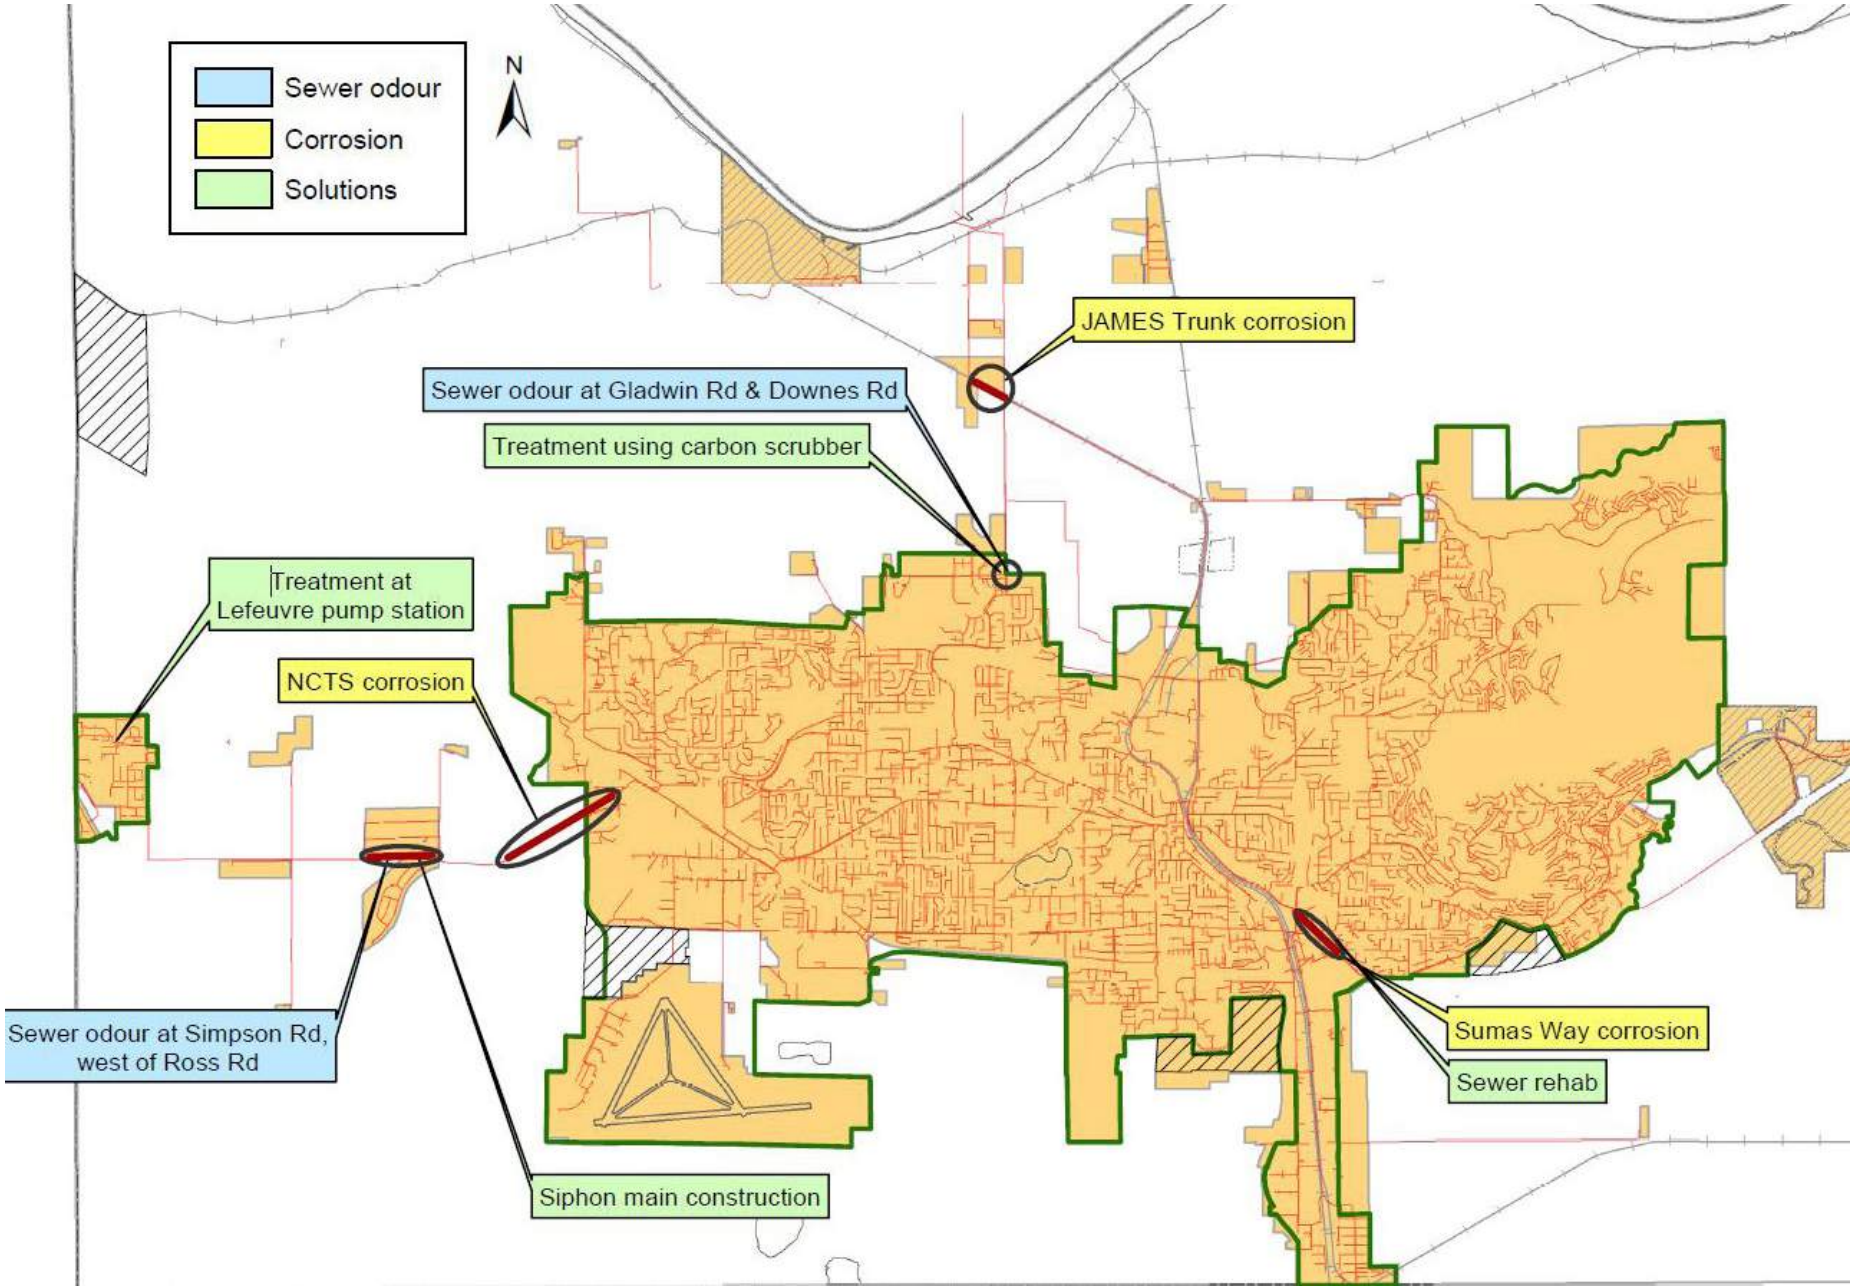 Sewer odour
Corrosion
Solutions
N
JAMES Trunk corrosion
Sewer odour at Gladwin Rd & Downes Rd
Treatment using carbon scrubber
Treatment at
Lefeuvre pump station
NCTS corrosion
Sewer odour at Simpson Rd,
west of Ross Rd
Sumas Way corrosion
Sewer rehab
Siphon main construction